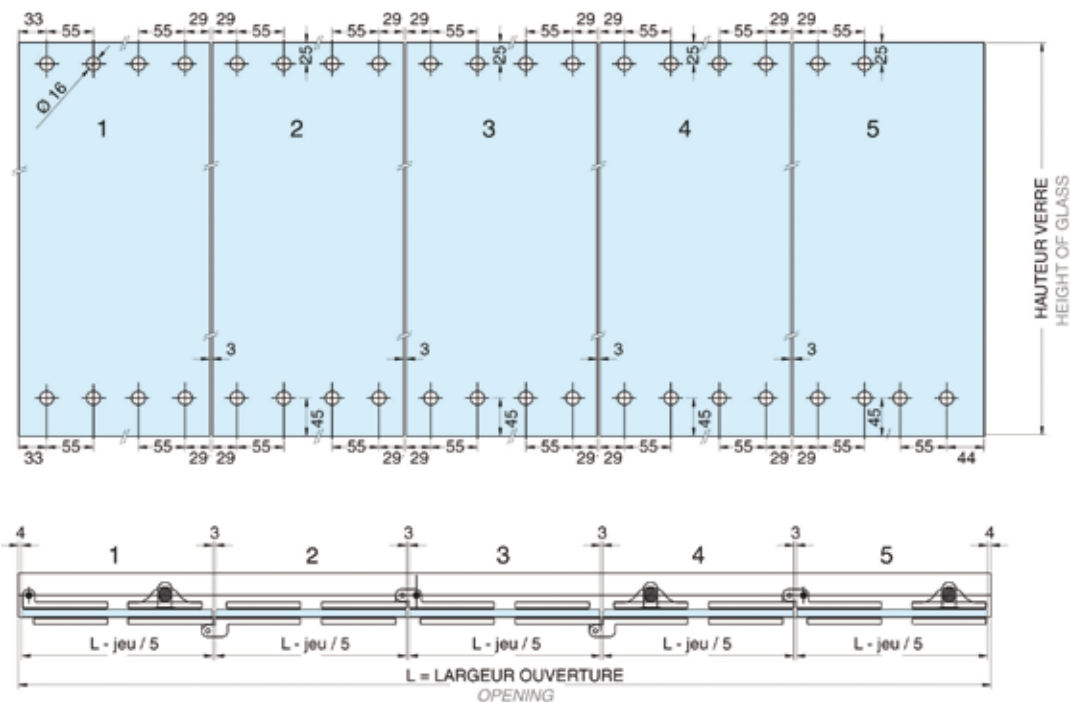 33 55 55 29 29 55 55 29 29 55 55 29 29 55 55 29 29 55
25 25 25 25
Ø 16
1 2 3 4 5
HAUTEUR VERRE
HEIGHT OF GLASS
3 3 3 3
45 45 45 45
33 55 55 29 29 55 55 29 29 55 55 29 29 55 55 29 29 55 55 44
4 3 3 3 3 4
1 2 3 4 5
L - jeu / 5 L - jeu / 5 L - jeu / 5 L - jeu / 5 L - jeu / 5
L = LARGEUR OUVERTURE
OPENING